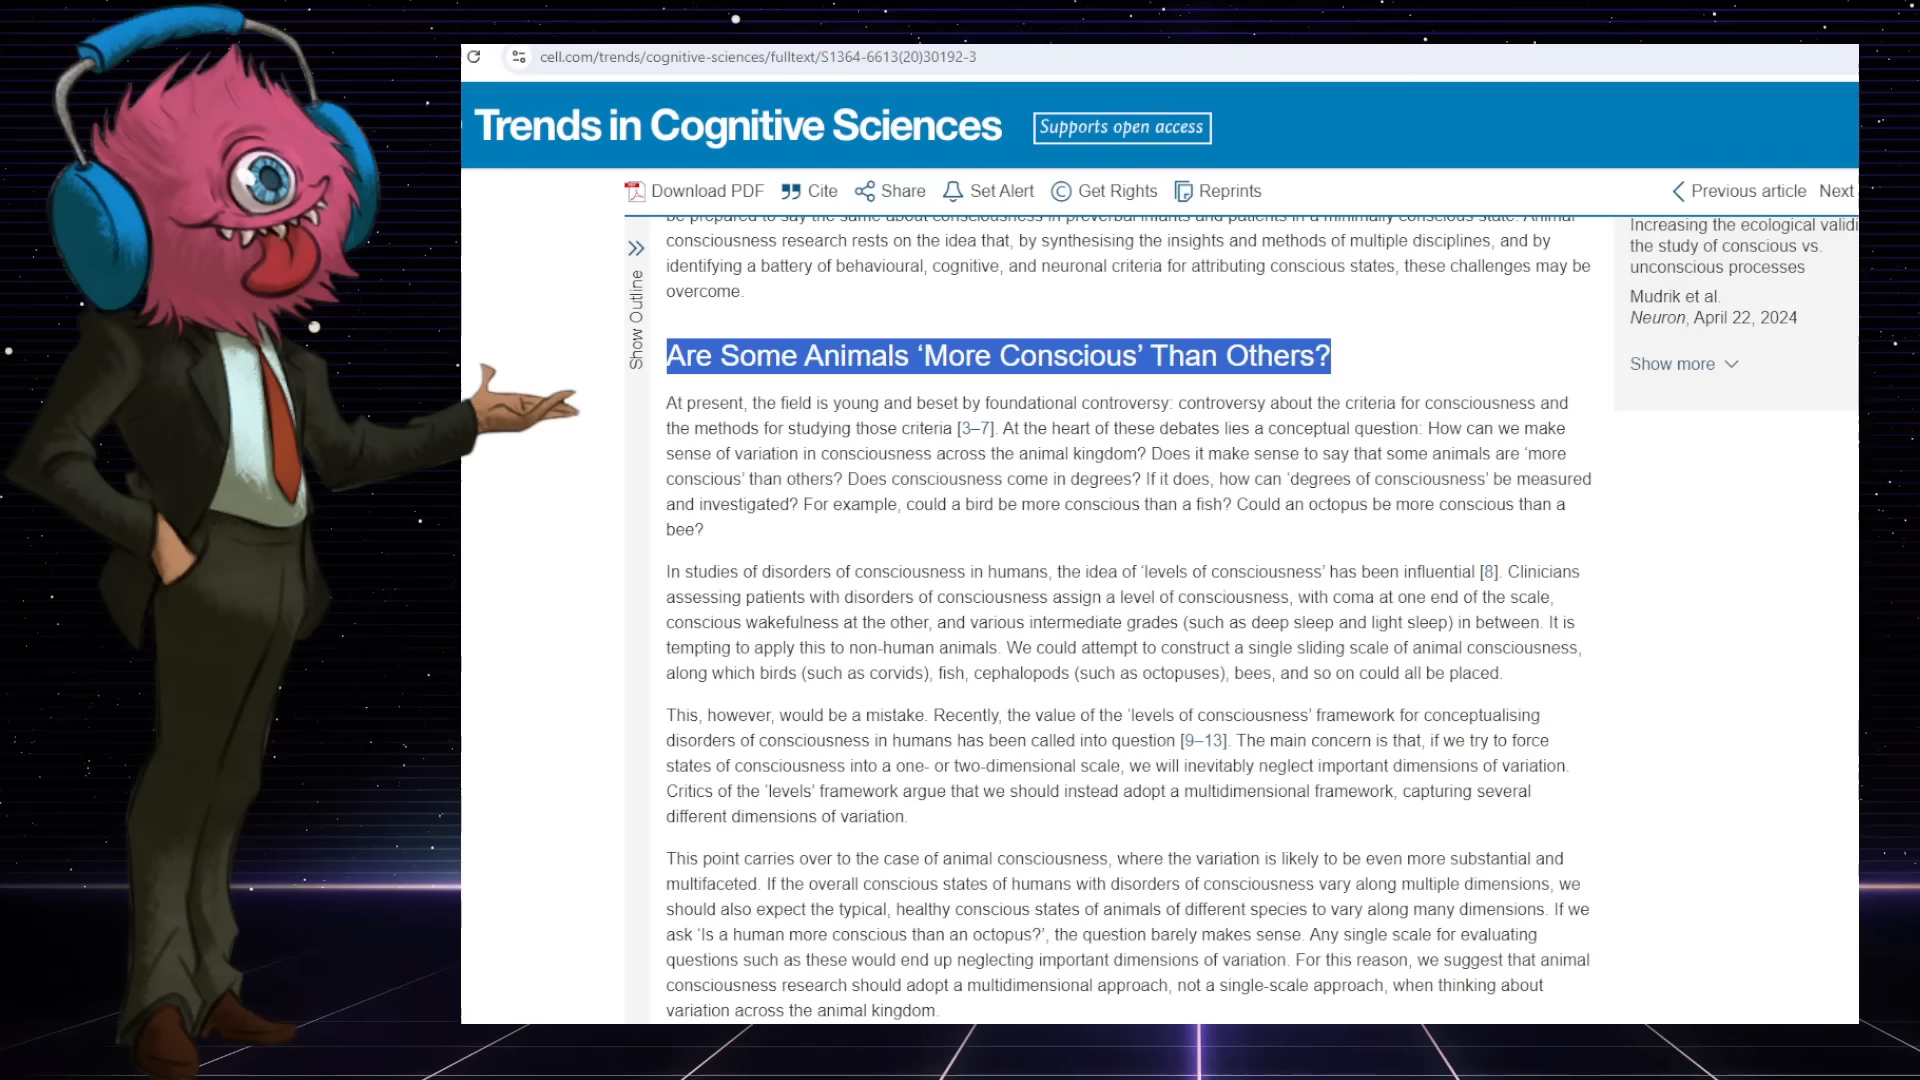 cell.com/trends/cognitive-sciences/fulltext/S1364-6613(20)30192-3
Trends in Cognitive Sciences
Supports open access
Download PDF Cite Share Set Alert Get Rights Reprints
Previous article Next
Show Outline
be prepared to say the same about consciousness in preverbal infants and patients in a minimally conscious state. Animal
consciousness research rests on the idea that, by synthesising the insights and methods of multiple disciplines, and by
identifying a battery of behavioural, cognitive, and neuronal criteria for attributing conscious states, these challenges may be
overcome.
Are Some Animals ‘More Conscious’ Than Others?
At present, the field is young and beset by foundational controversy: controversy about the criteria for consciousness and
the methods for studying those criteria [3–7]. At the heart of these debates lies a conceptual question: How can we make
sense of variation in consciousness across the animal kingdom? Does it make sense to say that some animals are ‘more
conscious’ than others? Does consciousness come in degrees? If it does, how can ‘degrees of consciousness’ be measured
and investigated? For example, could a bird be more conscious than a fish? Could an octopus be more conscious than a
bee?
In studies of disorders of consciousness in humans, the idea of ‘levels of consciousness’ has been influential [8]. Clinicians
assessing patients with disorders of consciousness assign a level of consciousness, with coma at one end of the scale,
conscious wakefulness at the other, and various intermediate grades (such as deep sleep and light sleep) in between. It is
tempting to apply this to non-human animals. We could attempt to construct a single sliding scale of animal consciousness,
along which birds (such as corvids), fish, cephalopods (such as octopuses), bees, and so on could all be placed.
This, however, would be a mistake. Recently, the value of the ‘levels of consciousness’ framework for conceptualising
disorders of consciousness in humans has been called into question [9–13]. The main concern is that, if we try to force
states of consciousness into a one- or two-dimensional scale, we will inevitably neglect important dimensions of variation.
Critics of the ‘levels’ framework argue that we should instead adopt a multidimensional framework, capturing several
different dimensions of variation.
This point carries over to the case of animal consciousness, where the variation is likely to be even more substantial and
multifaceted. If the overall conscious states of humans with disorders of consciousness vary along multiple dimensions, we
should also expect the typical, healthy conscious states of animals of different species to vary along many dimensions. If we
ask ‘Is a human more conscious than an octopus?’, the question barely makes sense. Any single scale for evaluating
questions such as these would end up neglecting important dimensions of variation. For this reason, we suggest that animal
consciousness research should adopt a multidimensional approach, not a single-scale approach, when thinking about
variation across the animal kingdom.
Increasing the ecological validi
the study of conscious vs.
unconscious processes
Mudrik et al.
Neuron, April 22, 2024
Show more